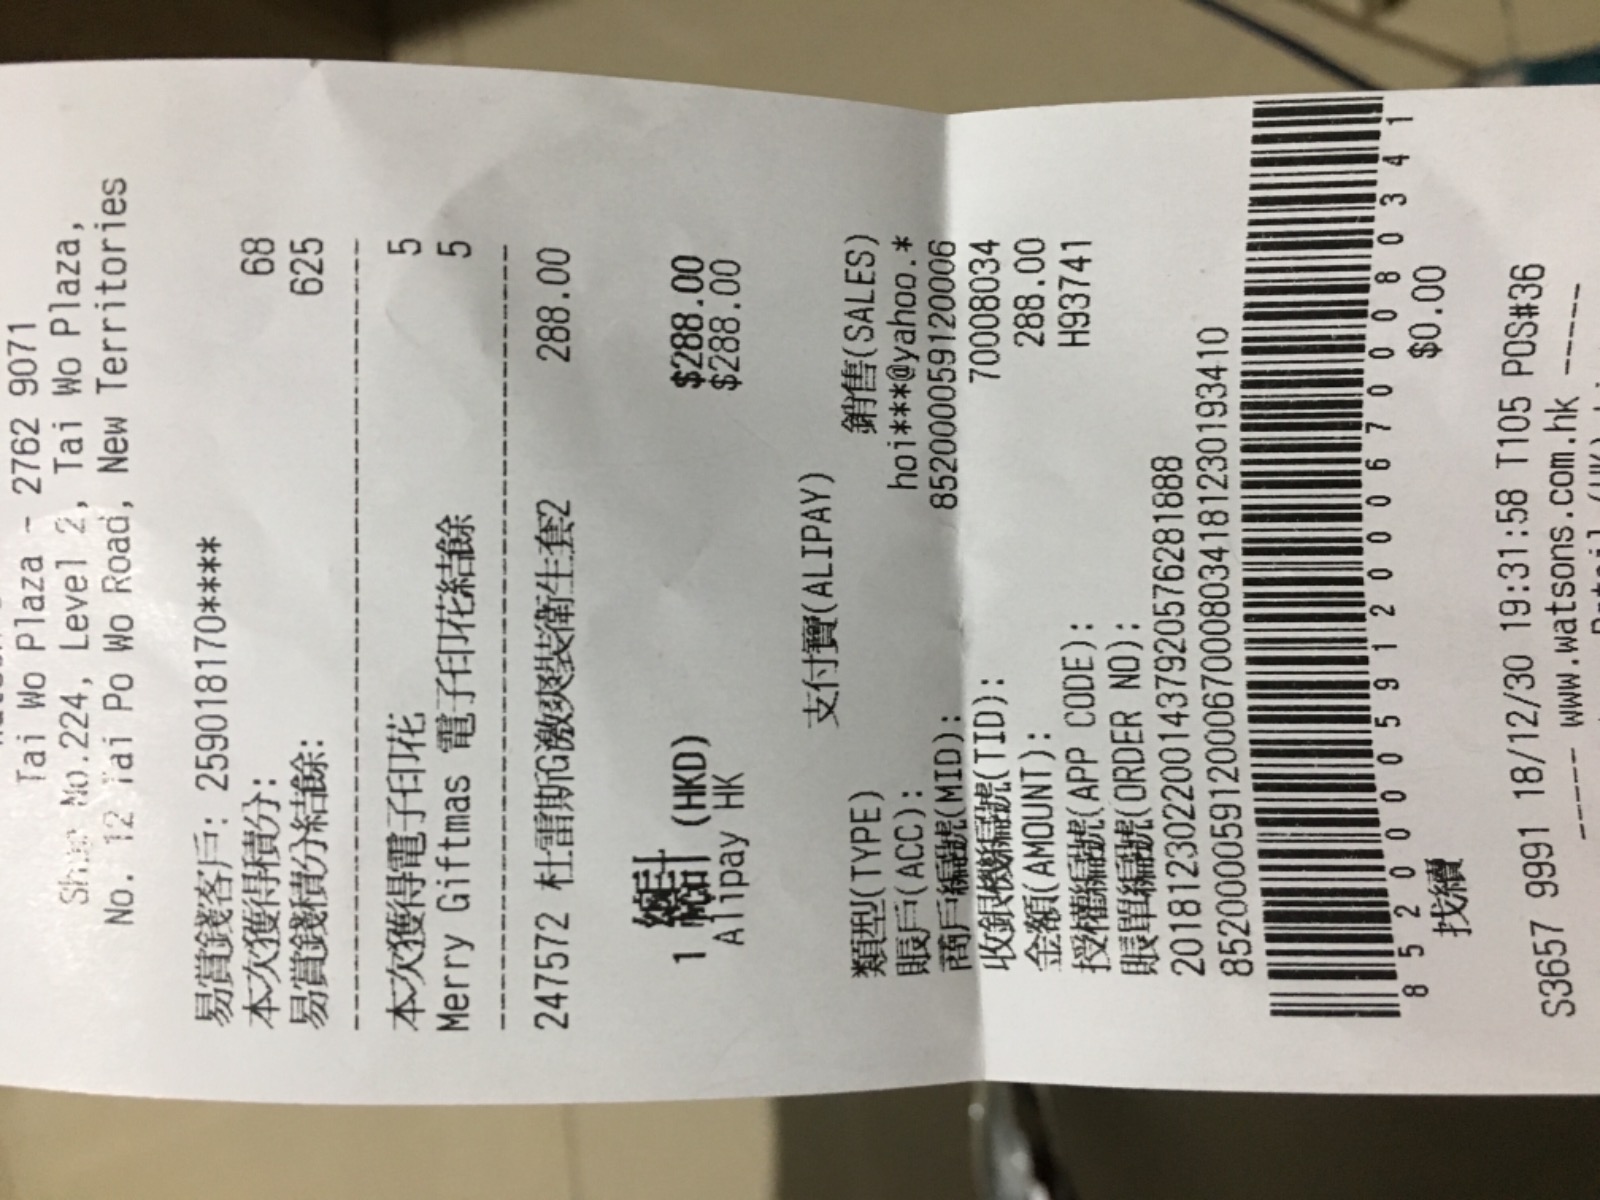 Tai Wo Plaza - 2762 9071
Shop No.224, Level 2, Tai Wo Plaza,
No. 12 Tai Po Wo Road, New Territories
易賞錢客戶: 259018170****
本次獲得積分: 68
易賞錢積分結餘: 625
本次獲得電子印花 5
Merry Giftmas 電子印花結餘 5
247572 杜雷斯G激爽裝衛生套2 288.00
總計
1 (HKD) $288.00
Alipay HK $288.00
支付寶(ALIPAY)
類型(TYPE) 銷售(SALES)
賬戶(ACC): hoi***@yahoo.*
商戶編號(MID): 852000059120006
收銀機編號(TID): 70008034
金額(AMOUNT): 288.00
授權編號(APP CODE): H93741
賬單編號(ORDER NO):
2018123022001437920576281888
8520000591200067000803418123019341​0
8 5 2 0 0 0 0 5 9 1 2 0 0 0 6 7 0 0 0 8 0 3 4 1
找續 $0.00
S3657 9991 18/12/30 19:31:58 T105 POS#36
----- www.watsons.com.hk -----